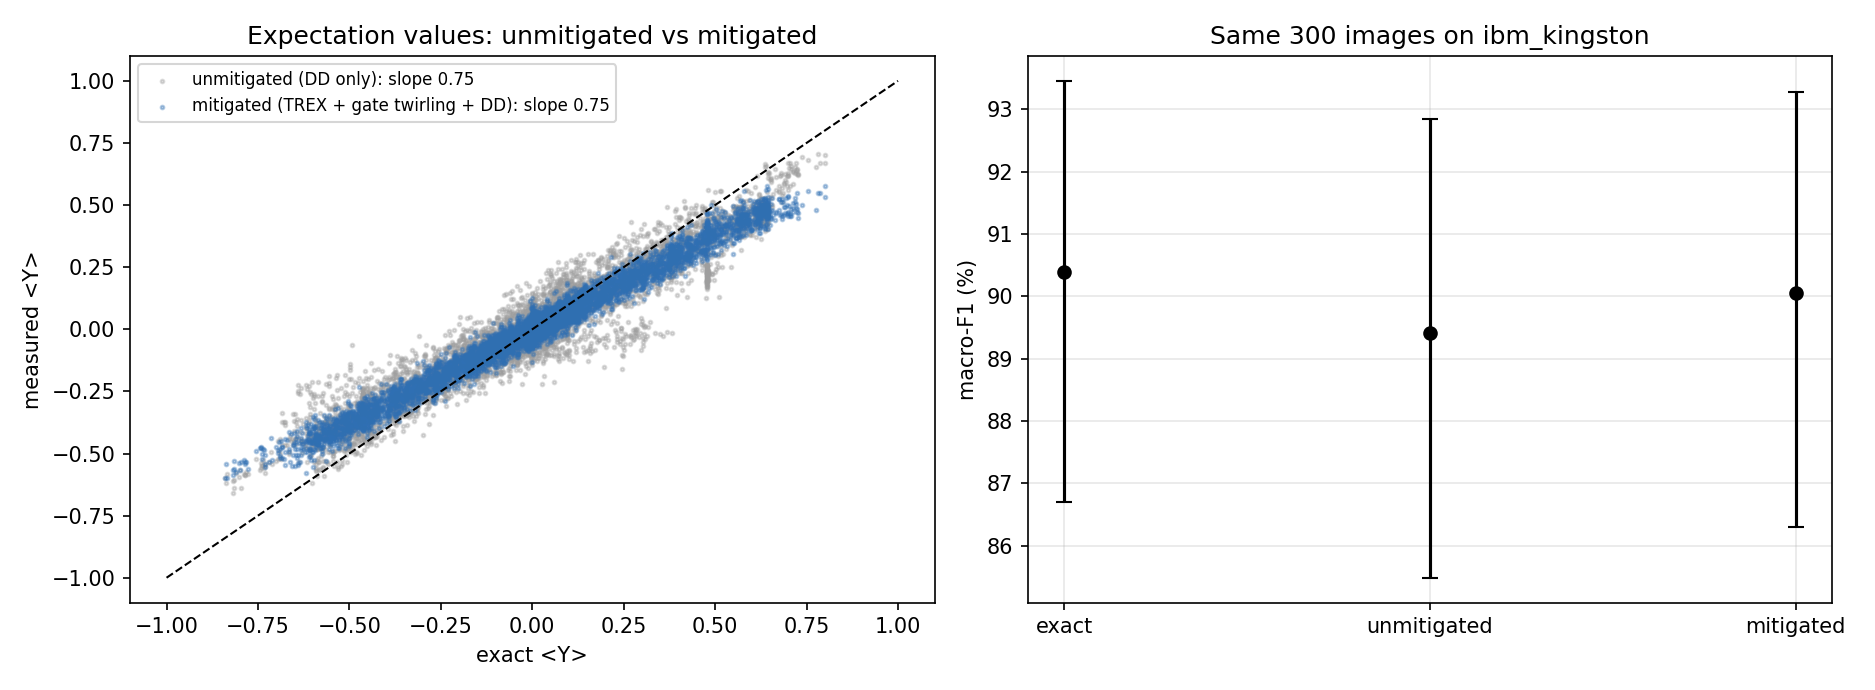 Expectation values: unmitigated vs mitigated
unmitigated (DD only): slope 0.75
mitigated (TREX + gate twirling + DD): slope 0.75
1.00
0.75
0.50
0.25
0.00
−0.25
−0.50
−0.75
−1.00
measured <Y>
−1.00 −0.75 −0.50 −0.25 0.00 0.25 0.50 0.75 1.00
exact <Y>
Same 300 images on ibm_kingston
93
92
91
90
89
88
87
86
macro-F1 (%)
exact unmitigated mitigated